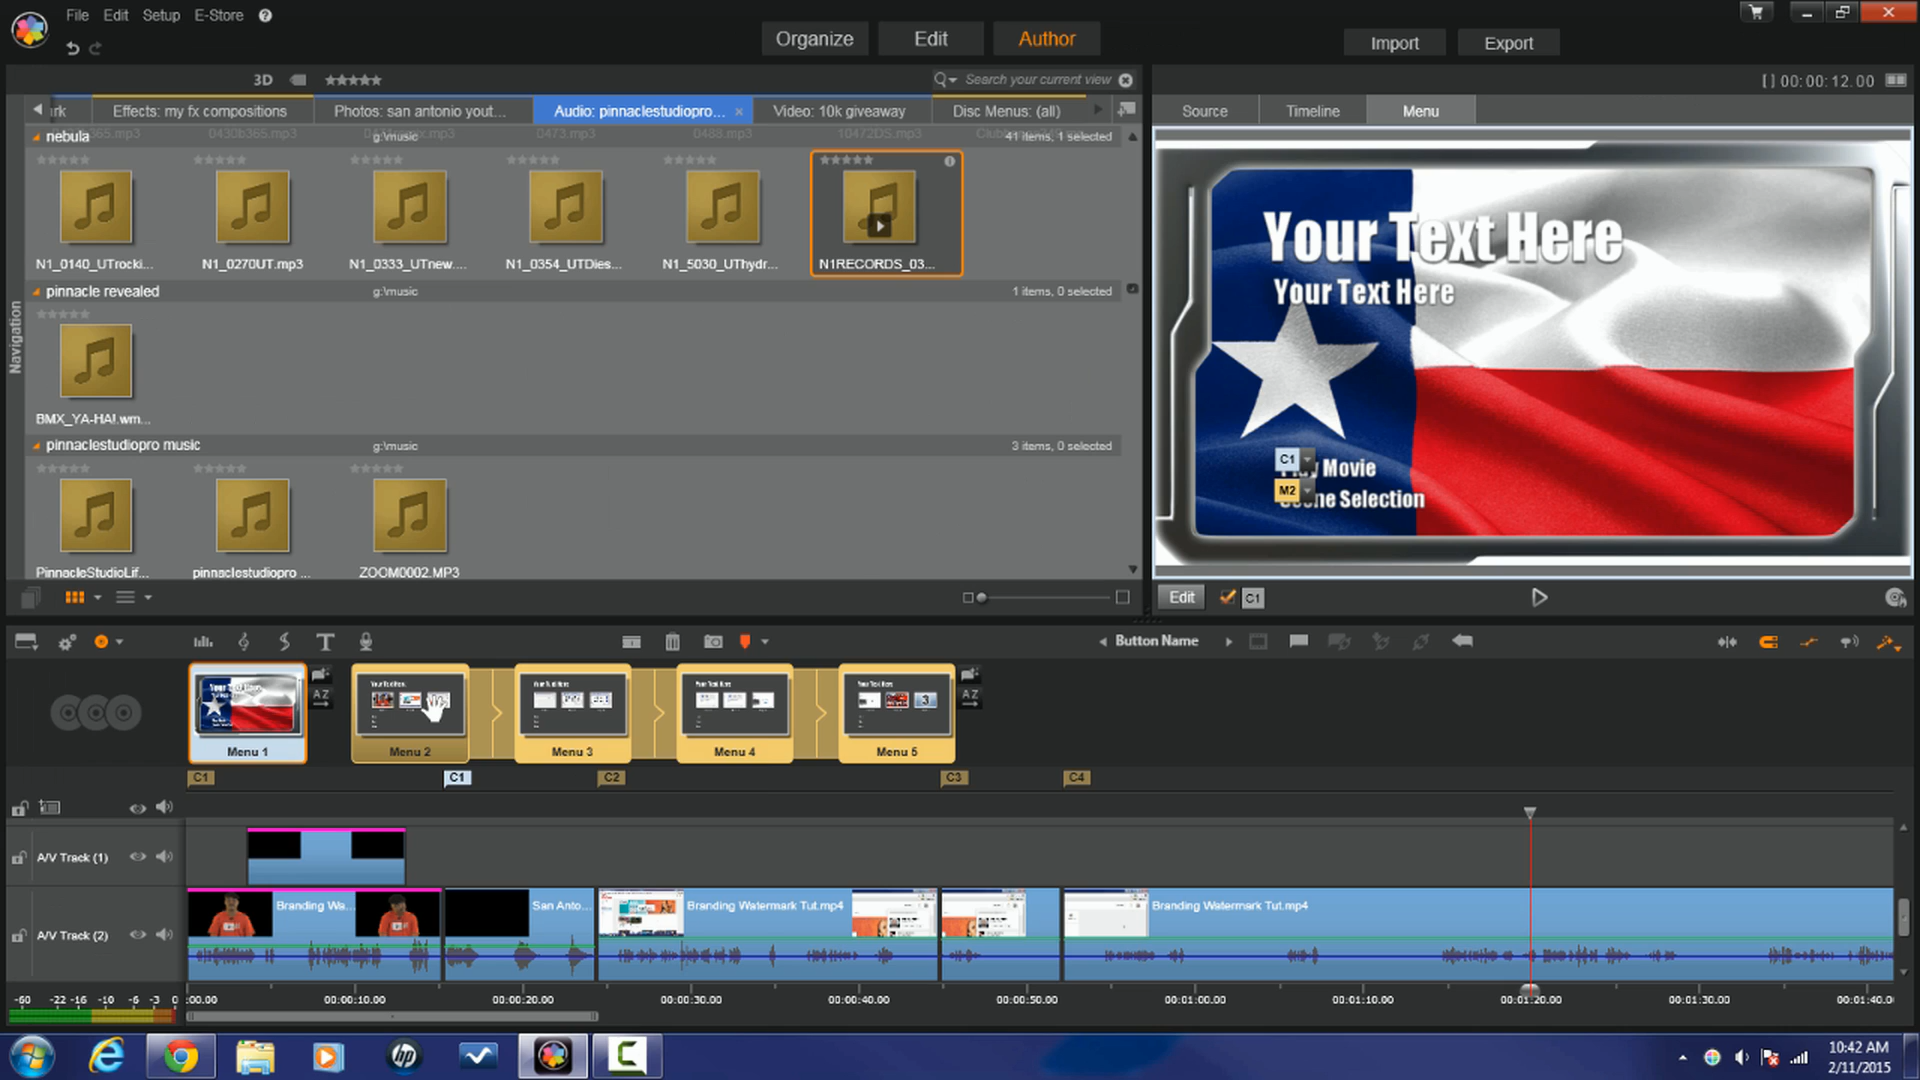 File Edit Setup E-Store ?
Organize Edit Author
Import Export
3D
Search your current view
[ ] 00:00:12.00
Effects: my fx compositions
Photos: san antonio yout...
Audio: pinnaclestudiopro... ×
Video: 10k giveaway
Disc Menus: (all)
Source Timeline Menu
0430b365.mp3 0473.mp3 0488.mp3 10472DS.mp3
nebula g:\music 41 items, 1 selected
N1_0140_UTrocki... N1_0270UT.mp3 N1_0333_UTnew.... N1_0354_UTDies... N1_5030_UThydr... N1RECORDS_03...
Navigation
pinnacle revealed g:\music 1 items, 0 selected
BMX_YA-HA!.wm...
pinnaclestudiopro music g:\music 3 items, 0 selected
PinnacleStudioLif... pinnaclestudiopro ... ZOOM0002.MP3
Your Text Here
Your Text Here
C1 Movie
M2 Selection
Edit C1
Button Name
AZ AZ
Menu 1 Menu 2 Menu 3 Menu 4 Menu 5
C1 C1 C2 C3 C4
A/V Track (1)
A/V Track (2)
Branding Wa... San Anto... Branding Watermark Tut.mp4 Branding Watermark Tut.mp4
-60 -22 -16 -10 -6 -3 0
:00.00 00:00:10.00 00:00:20.00 00:00:30.00 00:00:40.00 00:00:50.00 00:01:00.00 00:01:10.00 00:01:20.00 00:01:30.00 00:01:40.0
10:42 AM
2/11/2015